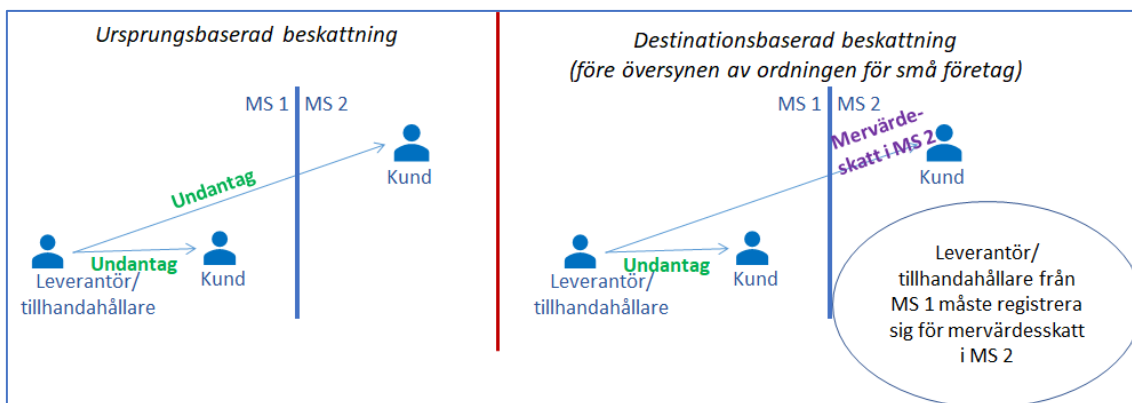 Ursprungsbaserad beskattning
MS 1
MS 2
Kund
Undantag
Undantag
Kund
Leverantör/
tillhandahållare
Destinationsbaserad beskattning
(före översynen av ordningen för små företag)
MS 1
MS 2
Mervärde-
skatt i MS 2
Kund
Undantag
Kund
Leverantör/
tillhandahållare
Leverantör/
tillhandahållare från
MS 1 måste registrera
sig för mervärdesskatt
i MS 2